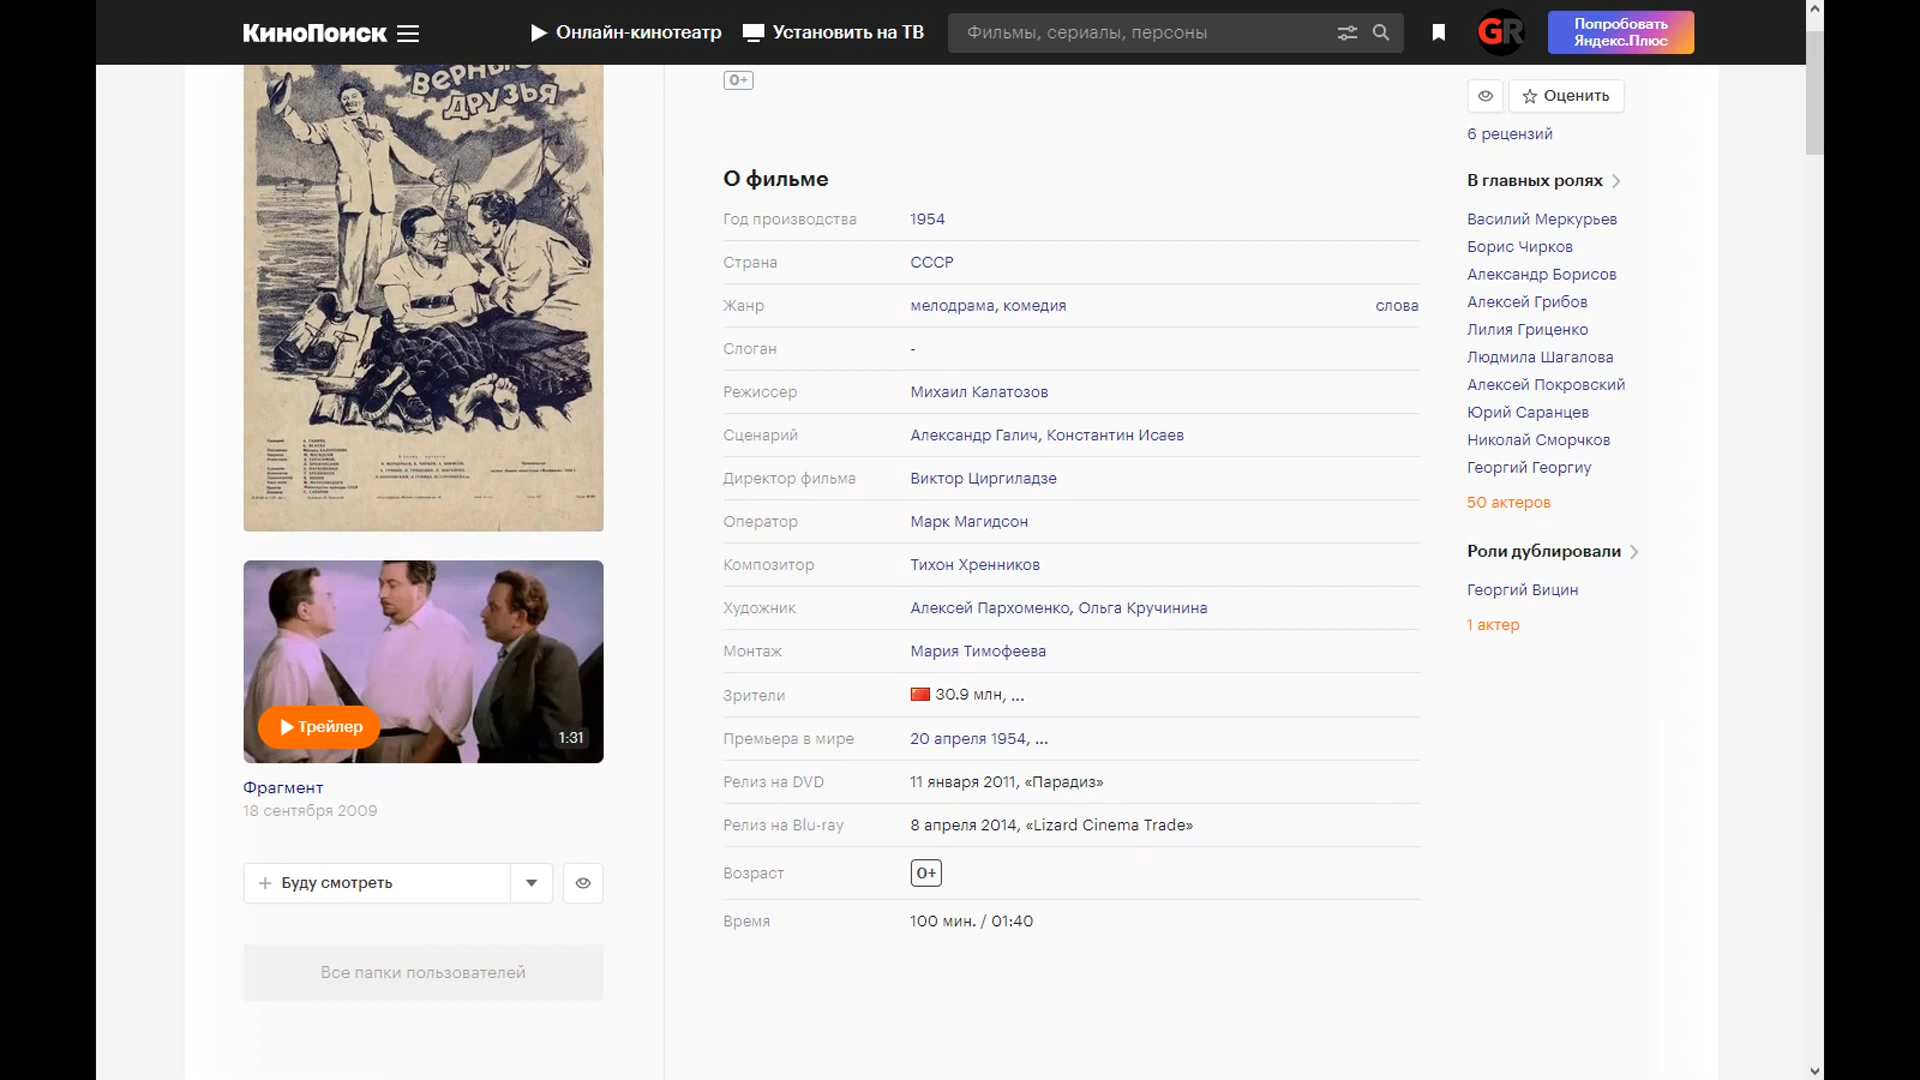 КиноПоиск
Онлайн-кинотеатр
Установить на ТВ
Фильмы, сериалы, персоны
GR
Попробовать
Яндекс.Плюс
ВЕРНЫЕ
ДРУЗЬЯ
Трейлер
1:31
Фрагмент
18 сентября 2009
Буду смотреть
Все папки пользователей
0+
О фильме
Год производства 1954
Страна СССР
Жанр мелодрама, комедия слова
Слоган -
Режиссер Михаил Калатозов
Сценарий Александр Галич, Константин Исаев
Директор фильма Виктор Циргиладзе
Оператор Марк Магидсон
Композитор Тихон Хренников
Художник Алексей Пархоменко, Ольга Кручинина
Монтаж Мария Тимофеева
Зрители 30.9 млн, ...
Премьера в мире 20 апреля 1954, ...
Релиз на DVD 11 января 2011, «Парадиз»
Релиз на Blu-ray 8 апреля 2014, «Lizard Cinema Trade»
Возраст 0+
Время 100 мин. / 01:40
Оценить
6 рецензий
В главных ролях
Василий Меркурьев
Борис Чирков
Александр Борисов
Алексей Грибов
Лилия Гриценко
Людмила Шагалова
Алексей Покровский
Юрий Саранцев
Николай Сморчков
Георгий Георгиу
50 актеров
Роли дублировали
Георгий Вицин
1 актер